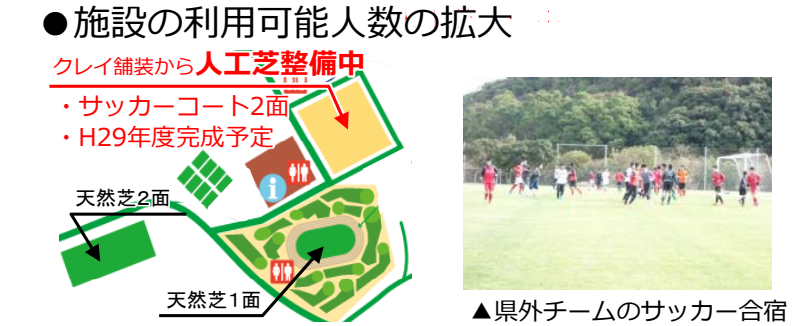 ●施設の利用可能人数の拡大
クレイ舗装から人工芝整備中
・サッカーコート2面
・H29年度完成予定
天然芝2面
天然芝1面
▲県外チームのサッカー合宿